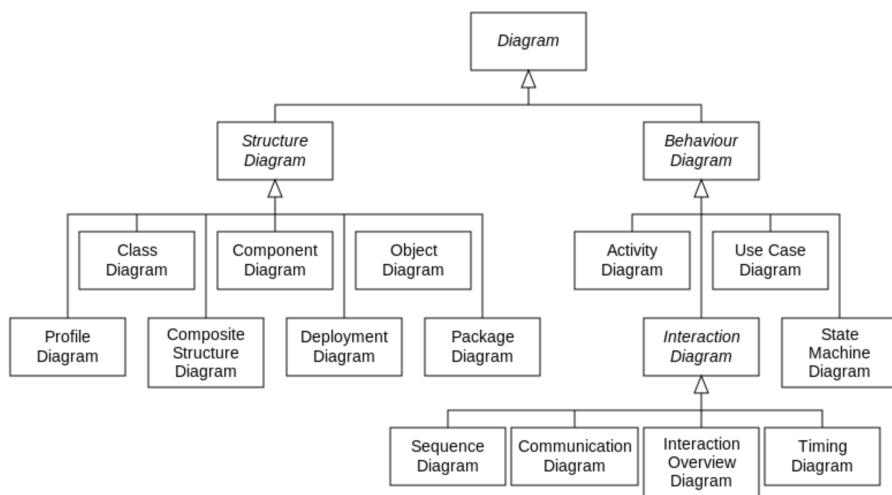 Diagram
Structure
Diagram
Behaviour
Diagram
Class
Diagram
Component
Diagram
Object
Diagram
Activity
Diagram
Use Case
Diagram
Profile
Diagram
Composite
Structure
Diagram
Deployment
Diagram
Package
Diagram
Interaction
Diagram
State
Machine
Diagram
Sequence
Diagram
Communication
Diagram
Interaction
Overview
Diagram
Timing
Diagram